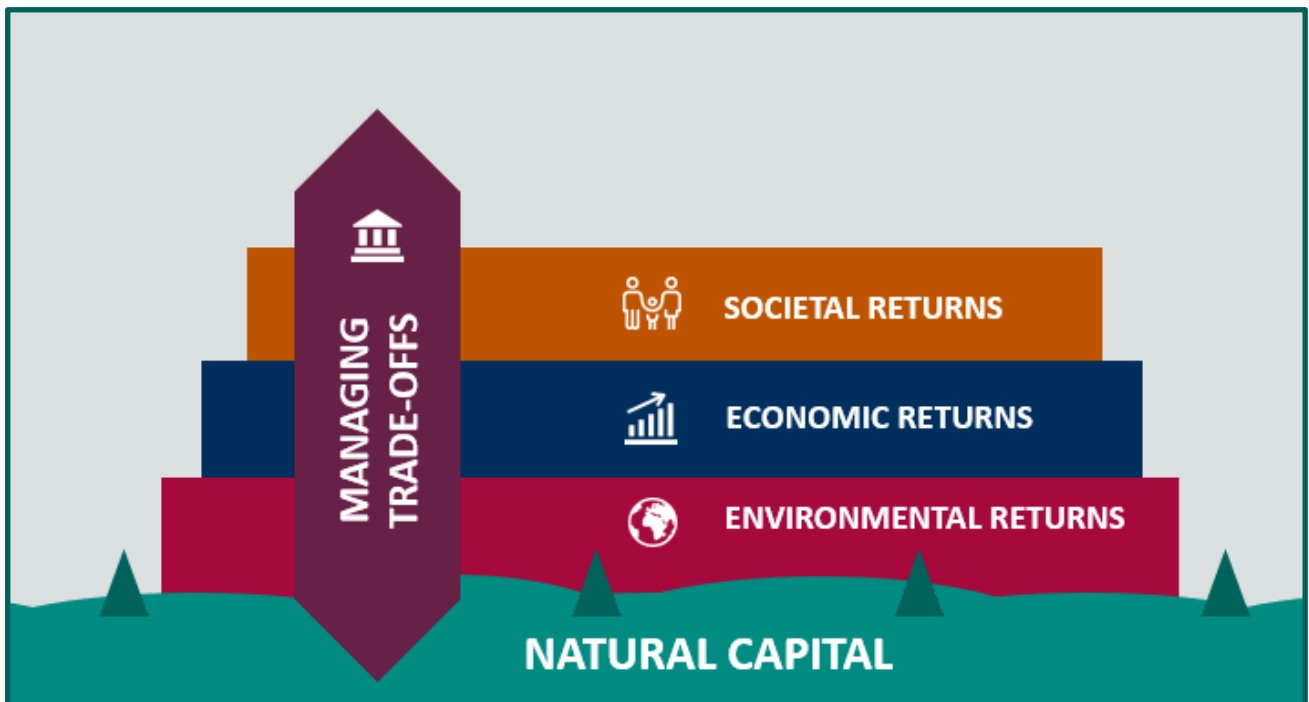 MANAGING
TRADE-OFFS
SOCIETAL RETURNS
ECONOMIC RETURNS
ENVIRONMENTAL RETURNS
NATURAL CAPITAL